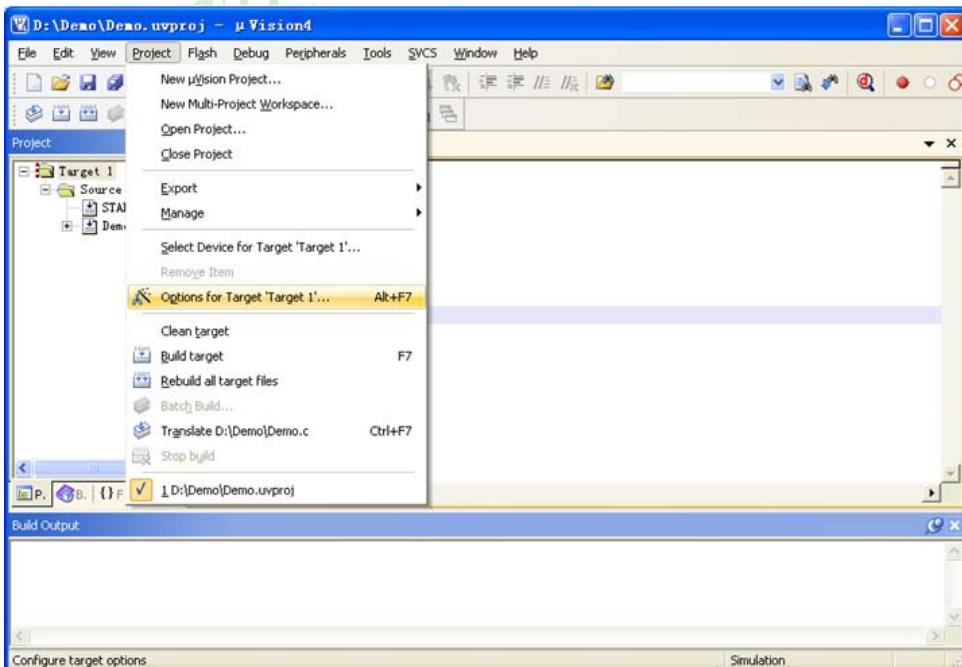 D:\Demo\Demo.uvproj - µVision4
File Edit View Project Flash Debug Peripherals Tools SVCS Window Help
New µVision Project...
New Multi-Project Workspace...
Open Project...
Close Project
Project
Target 1
Source
Export
STA
Manage
Dem
Select Device for Target 'Target 1'...
Remove Item
Options for Target 'Target 1'... Alt+F7
Clean target
Build target F7
Rebuild all target files
Batch Build...
Translate D:\Demo\Demo.c Ctrl+F7
Stop build
P. B. {} F
1 D:\Demo\Demo.uvproj
Build Output
Configure target options Simulation